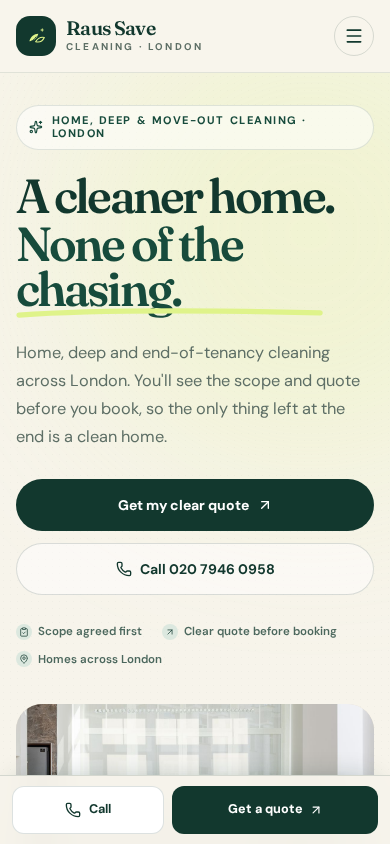 Raus Save
CLEANING · LONDON
HOME, DEEP & MOVE-OUT CLEANING ·
LONDON
A cleaner home.
None of the
chasing.
Home, deep and end-of-tenancy cleaning
across London. You'll see the scope and quote
before you book, so the only thing left at the
end is a clean home.
Get my clear quote
Call 020 7946 0958
Scope agreed first
Clear quote before booking
Homes across London
Call
Get a quote